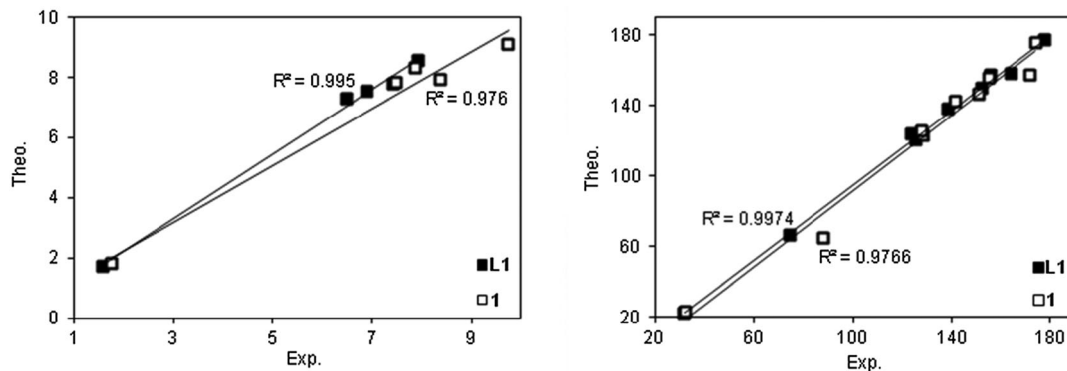 10
8
6
4
2
0
Theo.
R² = 0.995
R² = 0.976
L1
1
1
3
5
7
9
Exp.
180
140
100
60
20
Theo.
R² = 0.9974
R² = 0.9766
L1
1
20
60
100
140
180
Exp.